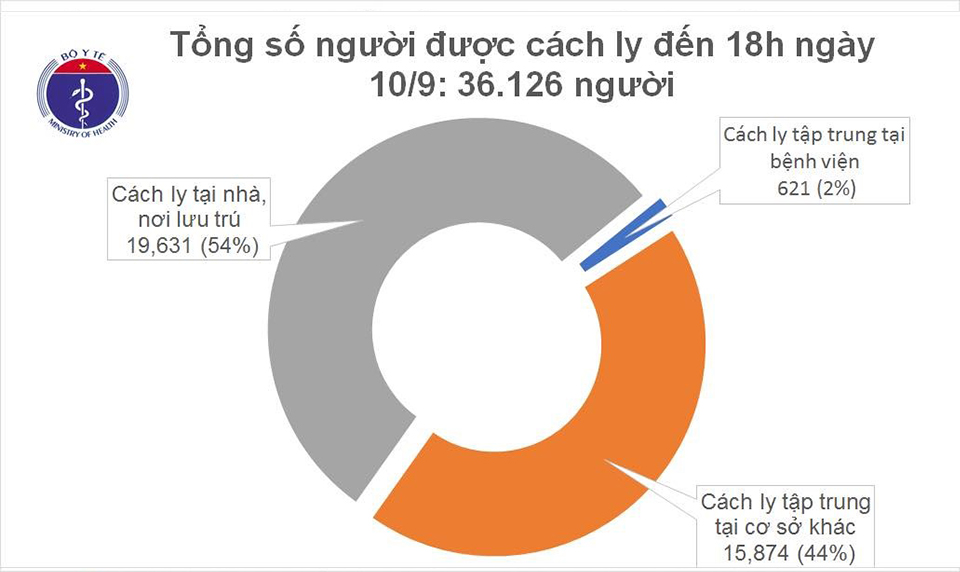 BỘ Y TẾ
MINISTRY OF HEALTH
Tổng số người được cách ly đến 18h ngày
10/9: 36.126 người
Cách ly tập trung tại
bệnh viện
621 (2%)
Cách ly tại nhà,
nơi lưu trú
19,631 (54%)
Cách ly tập trung
tại cơ sở khác
15,874 (44%)